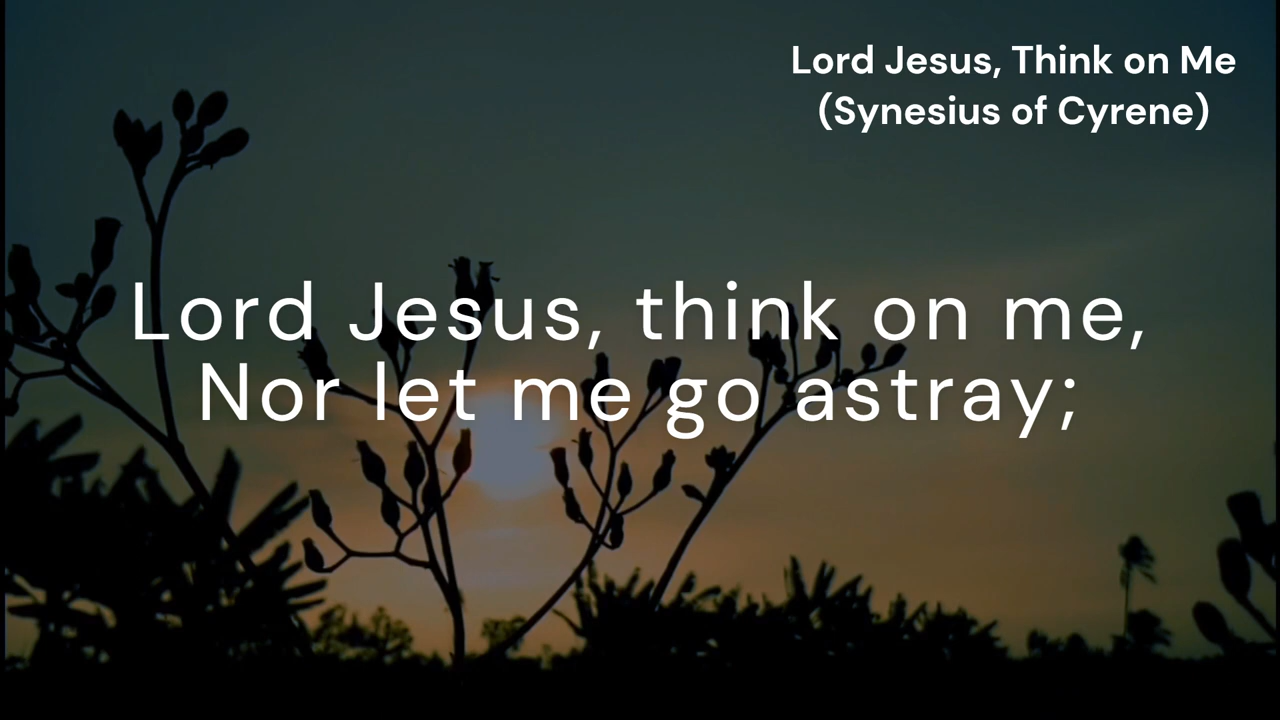 Lord Jesus, Think on Me
(Synesius of Cyrene)
Lord Jesus, think on me,
Nor let me go astray;